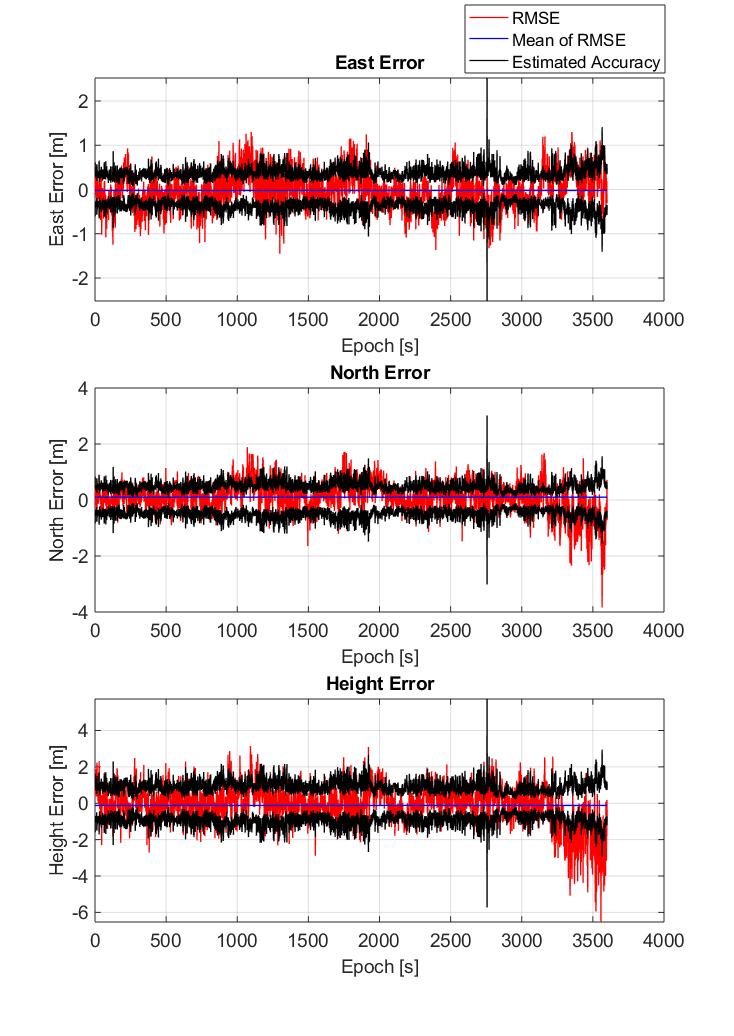 RMSE
Mean of RMSE
Estimated Accuracy
East Error
East Error [m]
2
1
0
-1
-2
0 500 1000 1500 2000 2500 3000 3500 4000
Epoch [s]
North Error
North Error [m]
4
2
0
-2
-4
0 500 1000 1500 2000 2500 3000 3500 4000
Epoch [s]
Height Error
Height Error [m]
4
2
0
-2
-4
-6
0 500 1000 1500 2000 2500 3000 3500 4000
Epoch [s]